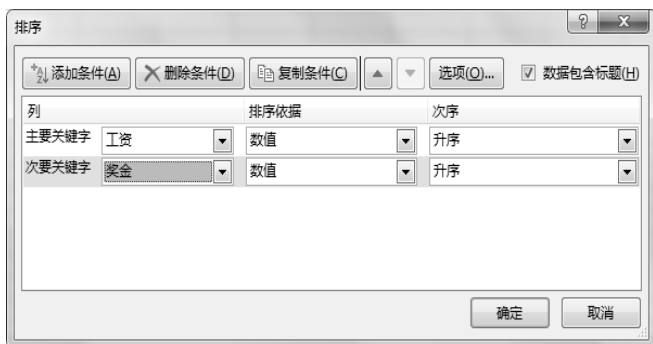 排序
添加条件(A) 删除条件(D) 复制条件(C) 选项(O)... 数据包含标题(H)
列 排序依据 次序
主要关键字 工资 数值 升序
次要关键字 奖金 数值 升序
确定 取消